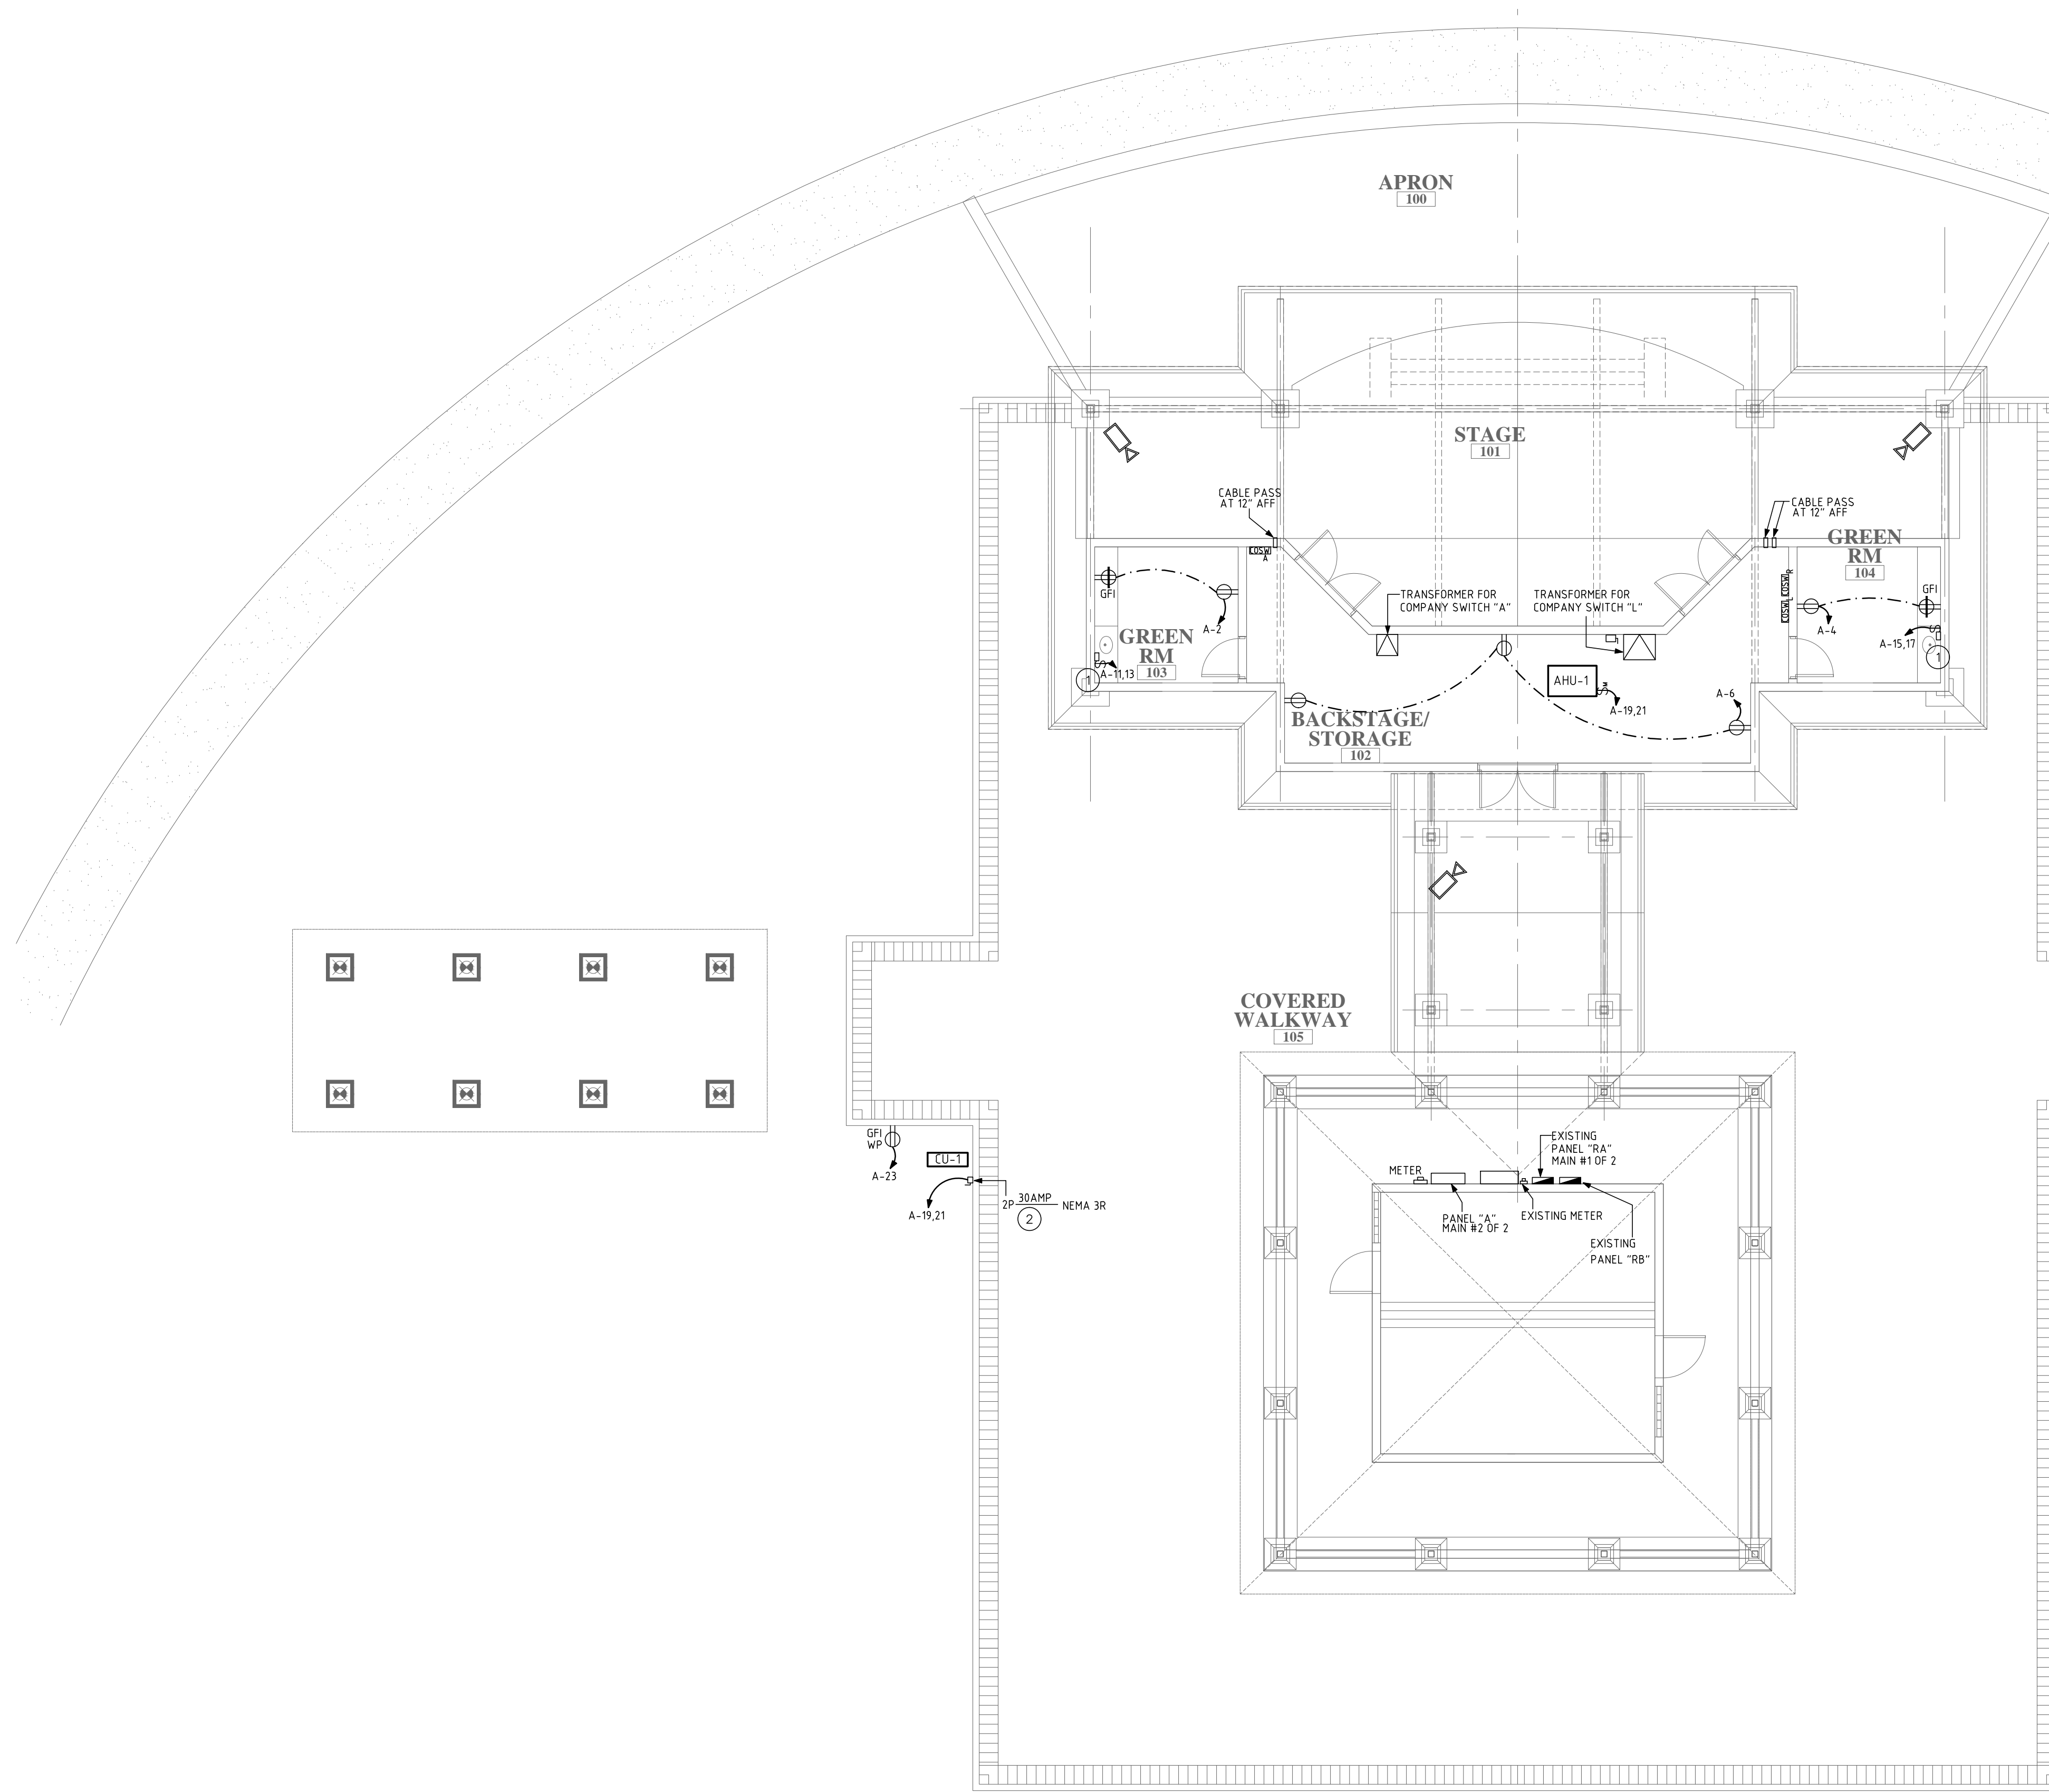 APRON
100
STAGE
101
CABLE PASS
AT 12" AFF
CABLE PASS
AT 12" AFF
COSW
A
GREEN
RM
104
COSW
R
COSW
L
GFI
GFI
TRANSFORMER FOR
COMPANY SWITCH "A"
TRANSFORMER FOR
COMPANY SWITCH "L"
A-2
A-4
GREEN
RM
103
A-15,17
1
A-11,13
1
AHU-1
M
A-19,21
A-6
BACKSTAGE/
STORAGE
102
COVERED
WALKWAY
105
GFI
WP
A-23
CU-1
A-19,21
2P
30AMP
NEMA 3R
2
METER
EXISTING
PANEL "RA"
MAIN #1 OF 2
PANEL "A"
MAIN #2 OF 2
EXISTING METER
EXISTING
PANEL "RB"